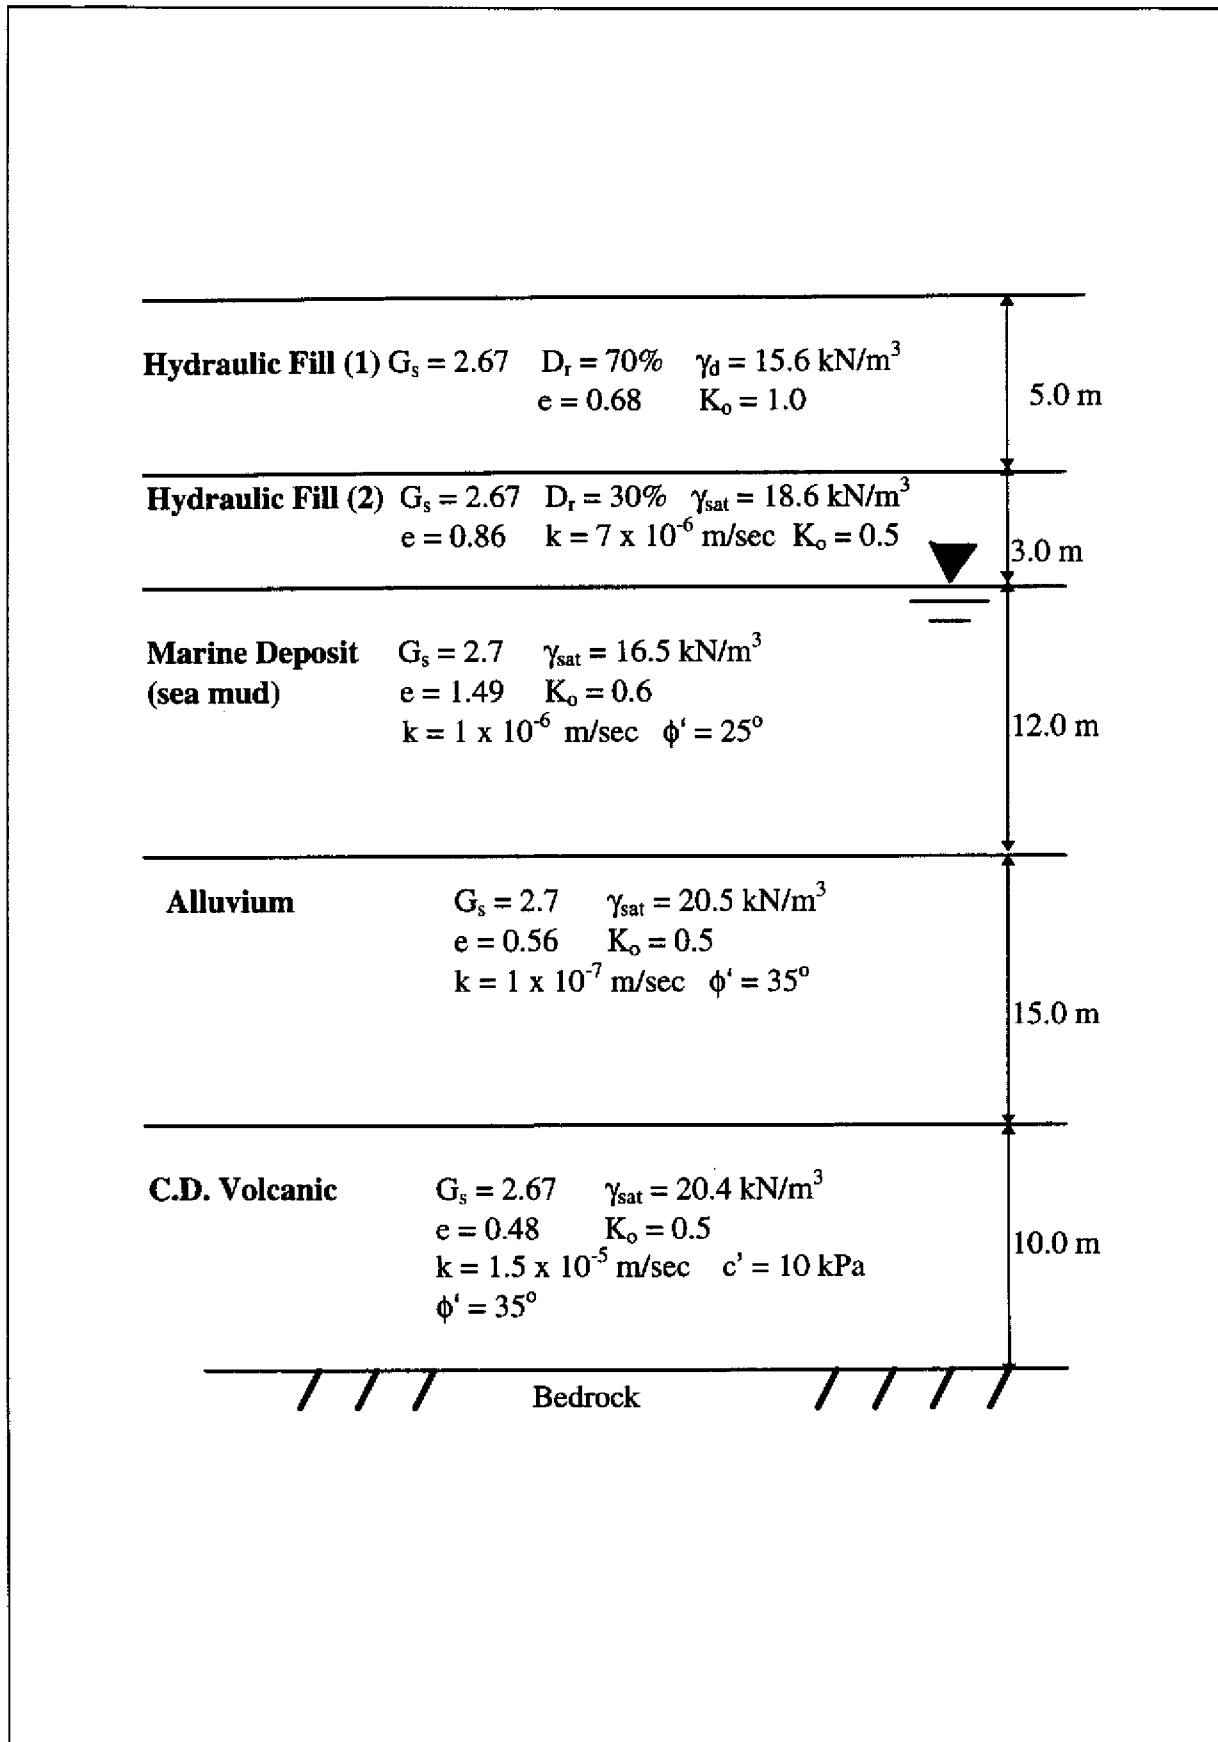 Hydraulic Fill (1) Gₛ = 2.67 Dᵣ = 70% γd = 15.6 kN/m³
e = 0.68 Kₒ = 1.0
5.0 m
Hydraulic Fill (2) Gₛ = 2.67 Dᵣ = 30% γsat = 18.6 kN/m³
e = 0.86 k = 7 x 10⁻⁶ m/sec Kₒ = 0.5
3.0 m
Marine Deposit Gₛ = 2.7 γsat = 16.5 kN/m³
(sea mud) e = 1.49 Kₒ = 0.6
k = 1 x 10⁻⁶ m/sec ϕ‘ = 25º
12.0 m
Alluvium Gₛ = 2.7 γsat = 20.5 kN/m³
e = 0.56 Kₒ = 0.5
k = 1 x 10⁻⁷ m/sec ϕ‘ = 35º
15.0 m
C.D. Volcanic Gₛ = 2.67 γsat = 20.4 kN/m³
e = 0.48 Kₒ = 0.5
k = 1.5 x 10⁻⁵ m/sec c’ = 10 kPa
ϕ‘ = 35º
10.0 m
Bedrock